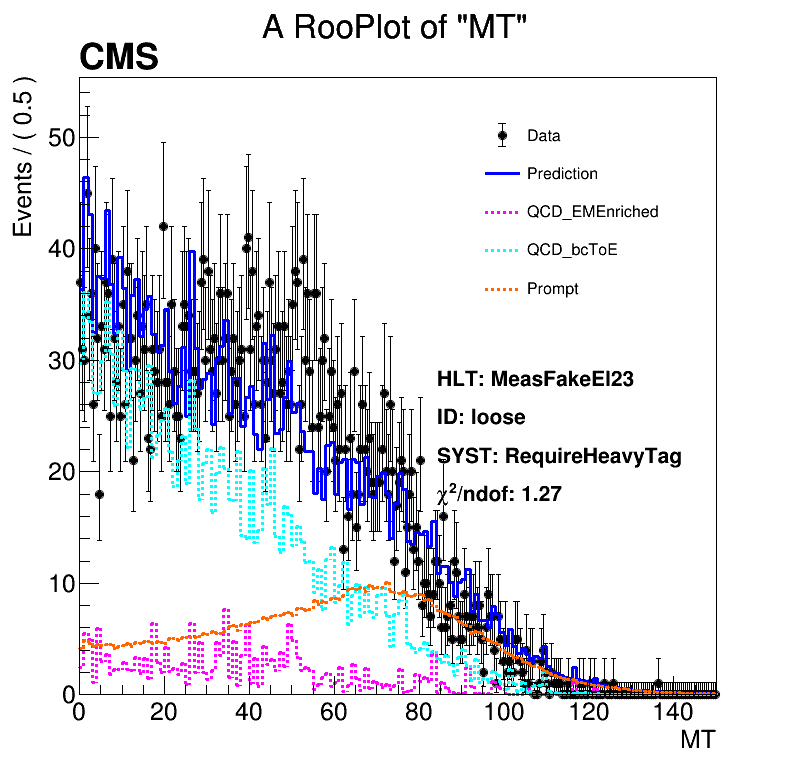 A RooPlot of "MT"
CMS
Events / ( 0.5 )
50
40
30
20
10
0
Data
Prediction
QCD_EMEnriched
QCD_bcToE
Prompt
HLT: MeasFakeEl23
ID: loose
SYST: RequireHeavyTag
χ²/ndof: 1.27
0 20 40 60 80 100 120 140
MT